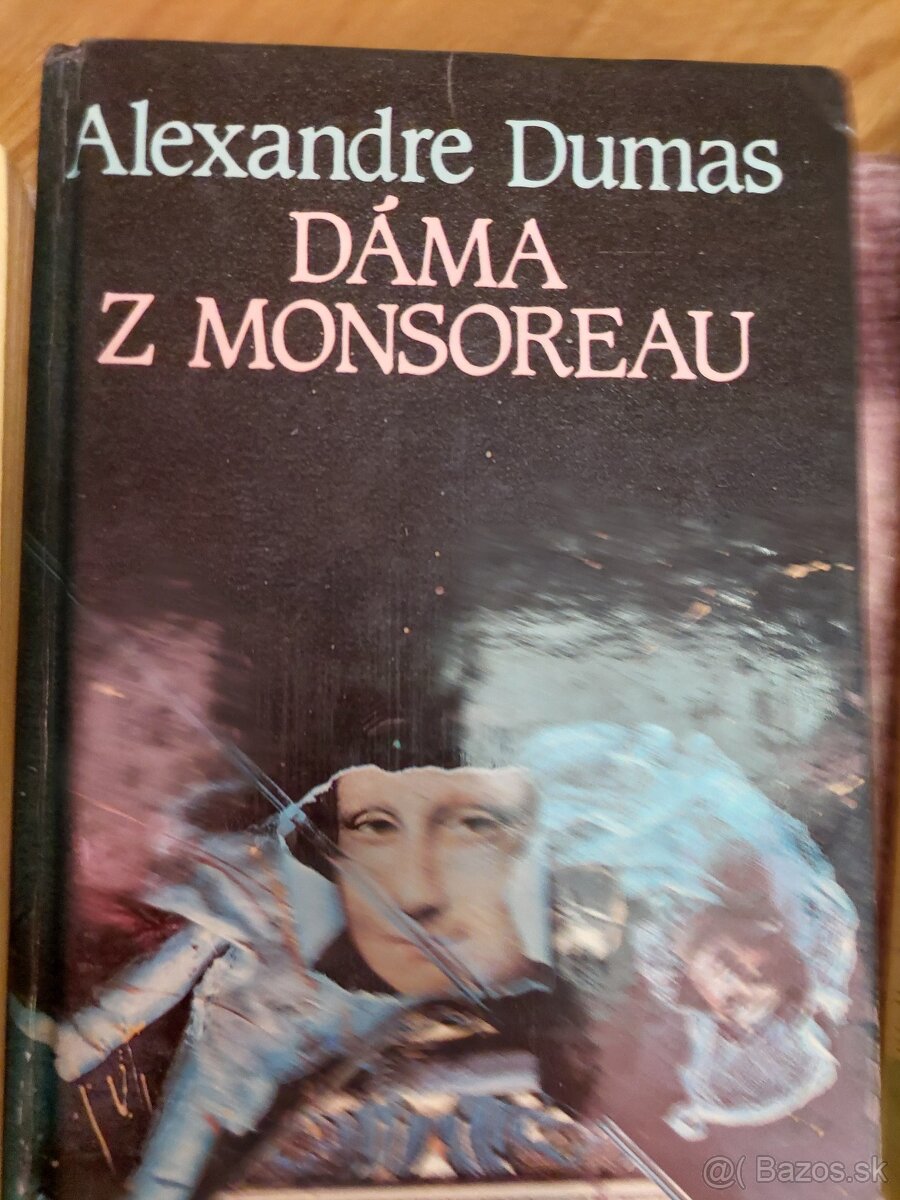 Alexandre Dumas
DÁMA
Z MONSOREAU
@( Bazos.sk